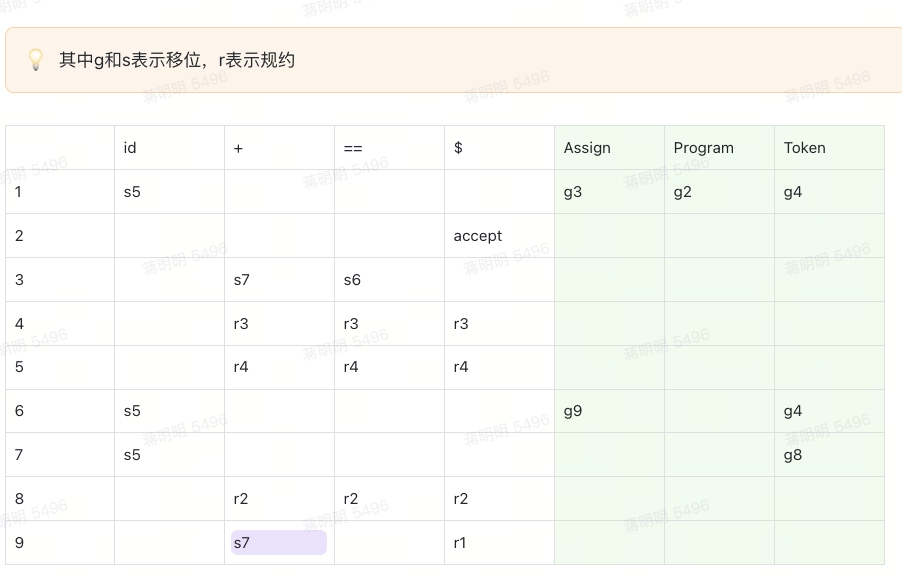 其中g和s表示移位，r表示规约
id + == $ Assign Program Token
1 s5 g3 g2 g4
2 accept
3 s7 s6
4 r3 r3 r3
5 r4 r4 r4
6 s5 g9 g4
7 s5 g8
8 r2 r2 r2
9 s7 r1
蒋明明 5496